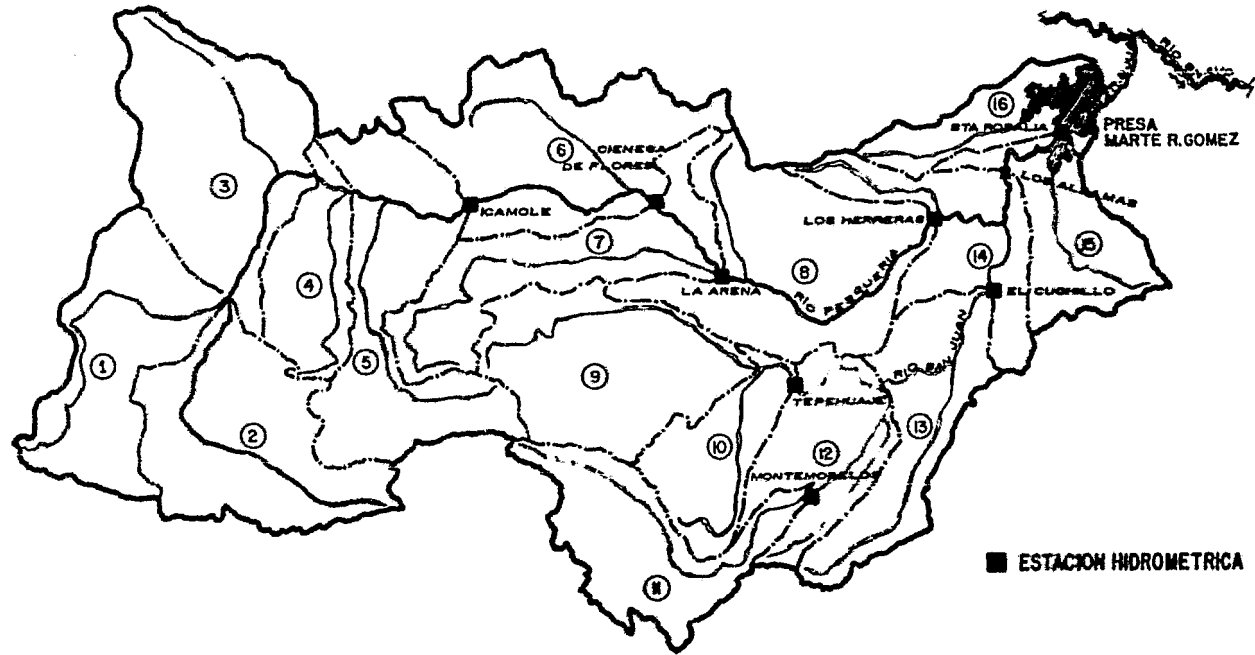 3
6
CIENEGA
DE FLORES
16
STA ROSALIA
PRESA
MARTE R. GOMEZ
LOS ALDAMAS
ICAMOLE
LOS HERRERAS
7
4
8
14
15
LA ARENA
RIO PESQUERIA
EL CUCHILLO
1
5
9
RIO SAN JUAN
TEPEHUAJE
2
10
12
13
MONTEMORELOS
11
ESTACION HIDROMETRICA